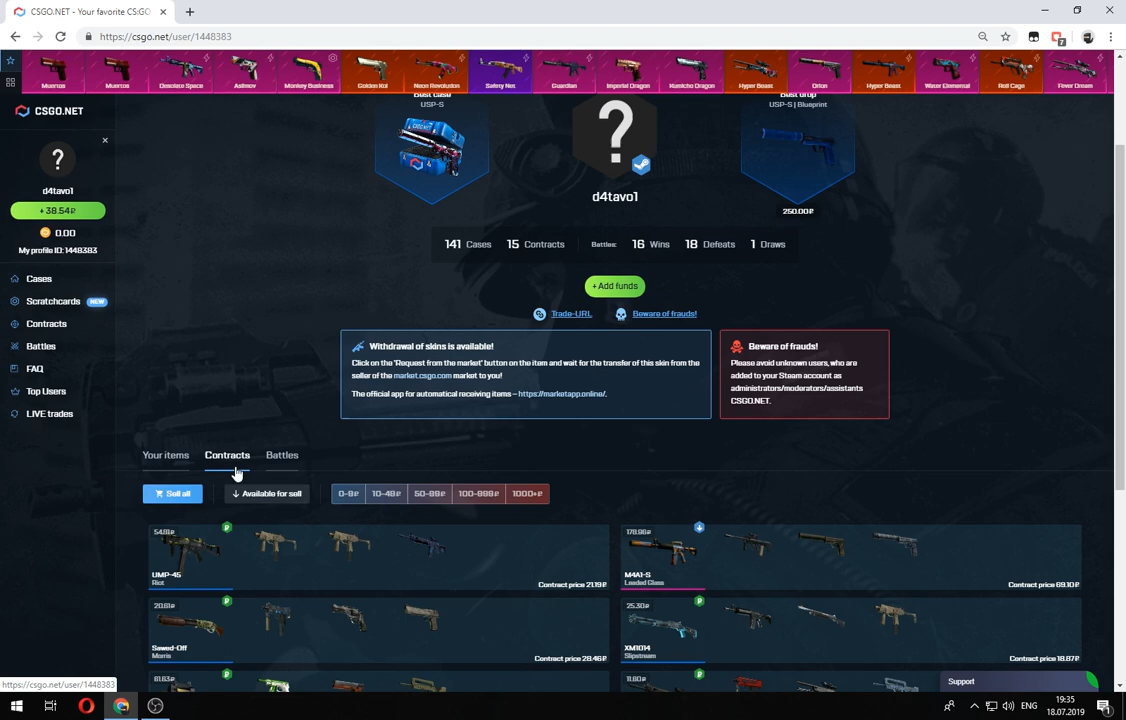 CSGO.NET - Your favorite CS:GO
https://csgo.net/user/1448383
7
Muertos
Muertos
Desolate Space
Asiimov
Monkey Business
Golden Koi
Neon Revolution
Safety Net
Guardian
Imperial Dragon
Kumicho Dragon
Hyper Beast
Orion
Hyper Beast
Water Elemental
Roll Cage
Fever Dream
CSGO.NET
?
d4tavo1
+ 38.54₽
0.00
My profile ID: 1448383
Cases
Scratchcards NEW
Contracts
Battles
FAQ
Top Users
LIVE trades
Best case
USP-S
?
d4tavo1
Best drop
USP-S | Blueprint
250.00₽
141 Cases 15 Contracts Battles: 16 Wins 18 Defeats 1 Draws
+ Add funds
Trade-URL Beware of frauds!
Withdrawal of skins is available!
Click on the 'Request from the market' button on the item and wait for the transfer of this skin from the
seller of the market.csgo.com market to you!
The official app for automatical receiving items – https://marketapp.online/.
Beware of frauds!
Please avoid unknown users, who are
added to your Steam account as
administrators/moderators/assistants
CSGO.NET.
Your items Contracts Battles
Sell all Available for sell 0-9₽ 10-49₽ 50-99₽ 100-999₽ 1000+₽
54.81₽
UMP-45
Riot
Contract price 21.19₽
178.98₽
M4A1-S
Leaded Glass
Contract price 69.10₽
20.61₽
Sawed-Off
Morris
Contract price 28.46₽
25.30₽
XM1014
Slipstream
Contract price 18.87₽
61.63₽
11.60₽
Support
https://csgo.net/user/1448383
ENG
19:35
18.07.2019
1